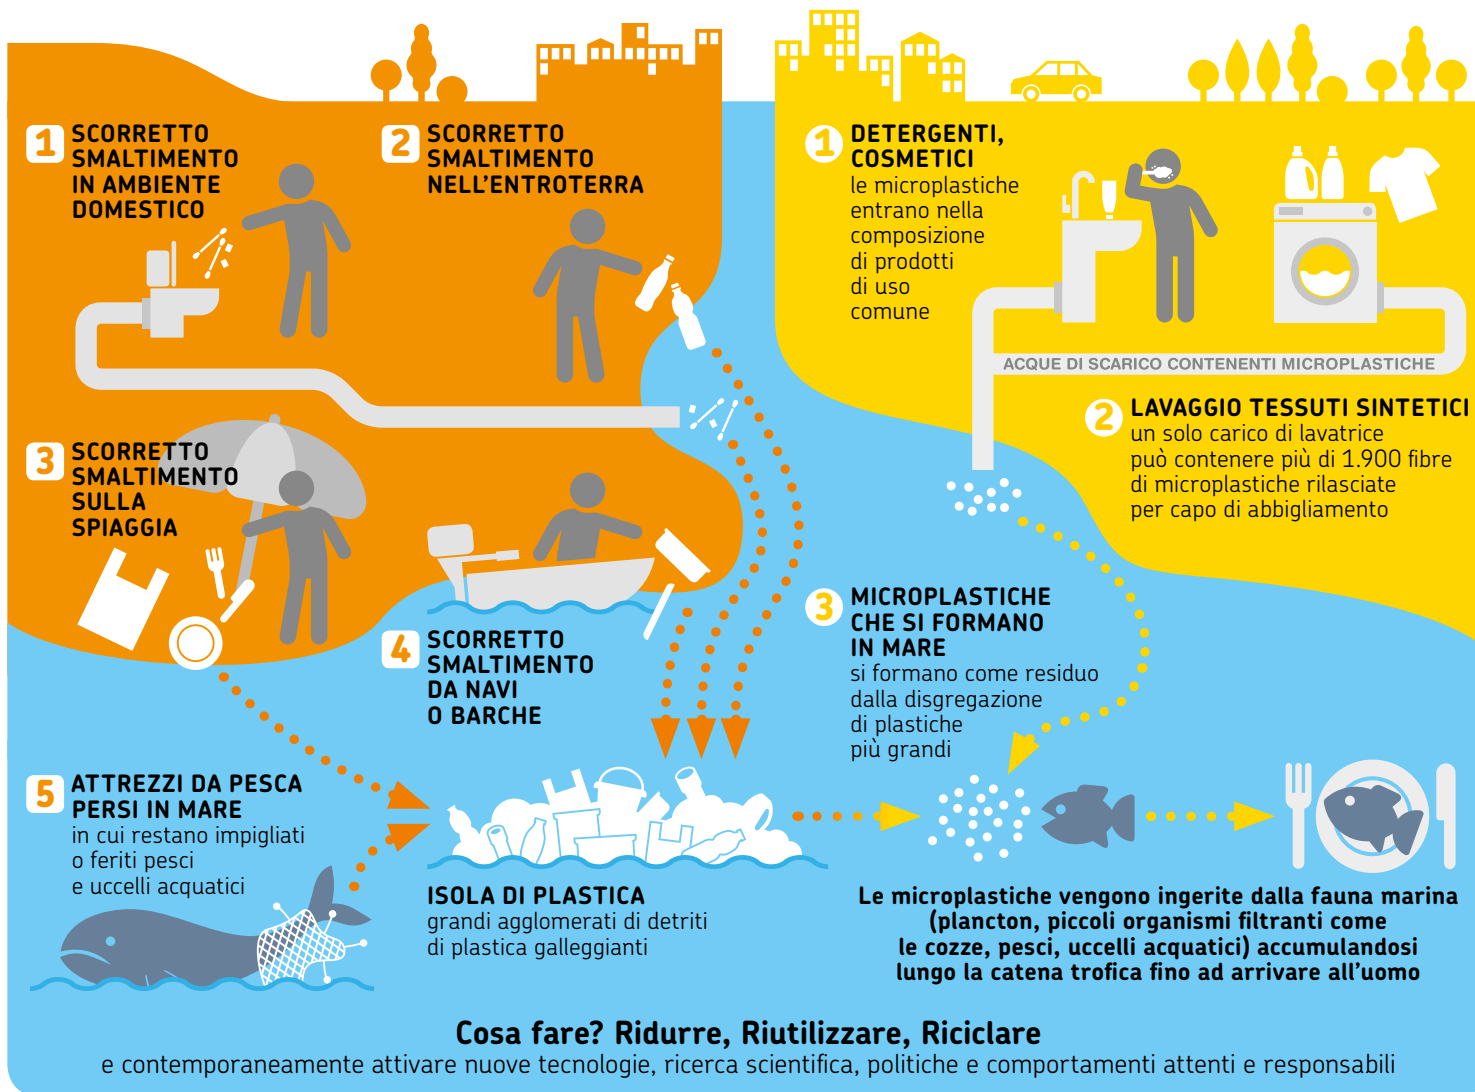 1
SCORRETTO
SMALTIMENTO
IN AMBIENTE
DOMESTICO
2
SCORRETTO
SMALTIMENTO
NELL'ENTROTERRA
3
SCORRETTO
SMALTIMENTO
SULLA
SPIAGGIA
4
SCORRETTO
SMALTIMENTO
DA NAVI
O BARCHE
5
ATTREZZI DA PESCA
PERSI IN MARE
in cui restano impigliati
o feriti pesci
e uccelli acquatici
ISOLA DI PLASTICA
grandi agglomerati di detriti
di plastica galleggianti
1
DETERGENTI,
COSMETICI
le microplastiche
entrano nella
composizione
di prodotti
di uso
comune
ACQUE DI SCARICO CONTENENTI MICROPLASTICHE
2
LAVAGGIO TESSUTI SINTETICI
un solo carico di lavatrice
può contenere più di 1.900 fibre
di microplastiche rilasciate
per capo di abbigliamento
3
MICROPLASTICHE
CHE SI FORMANO
IN MARE
si formano come residuo
dalla disgregazione
di plastiche
più grandi
Le microplastiche vengono ingerite dalla fauna marina
(plancton, piccoli organismi filtranti come
le cozze, pesci, uccelli acquatici) accumulandosi
lungo la catena trofica fino ad arrivare all'uomo
Cosa fare? Ridurre, Riutilizzare, Riciclare
e contemporaneamente attivare nuove tecnologie, ricerca scientifica, politiche e comportamenti attenti e responsabili